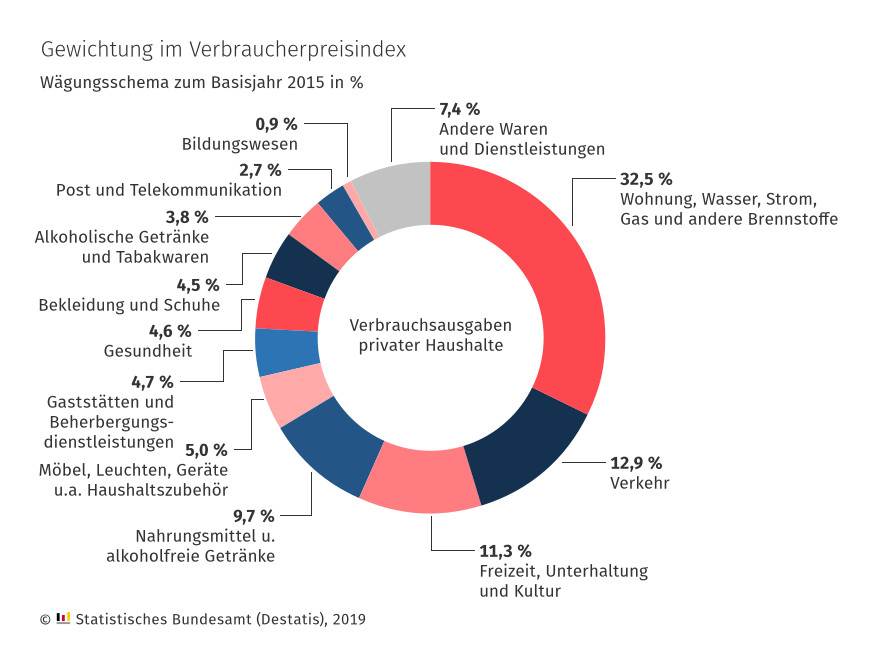 Gewichtung im Verbraucherpreisindex
Wägungsschema zum Basisjahr 2015 in %
7,4 %
Andere Waren
und Dienstleistungen
32,5 %
Wohnung, Wasser, Strom,
Gas und andere Brennstoffe
12,9 %
Verkehr
11,3 %
Freizeit, Unterhaltung
und Kultur
9,7 %
Nahrungsmittel u.
alkoholfreie Getränke
5,0 %
Möbel, Leuchten, Geräte
u.a. Haushaltszubehör
4,7 %
Gaststätten und
Beherbergungs-
dienstleistungen
4,6 %
Gesundheit
4,5 %
Bekleidung und Schuhe
3,8 %
Alkoholische Getränke
und Tabakwaren
2,7 %
Post und Telekommunikation
0,9 %
Bildungswesen
Verbrauchsausgaben
privater Haushalte
© Statistisches Bundesamt (Destatis), 2019